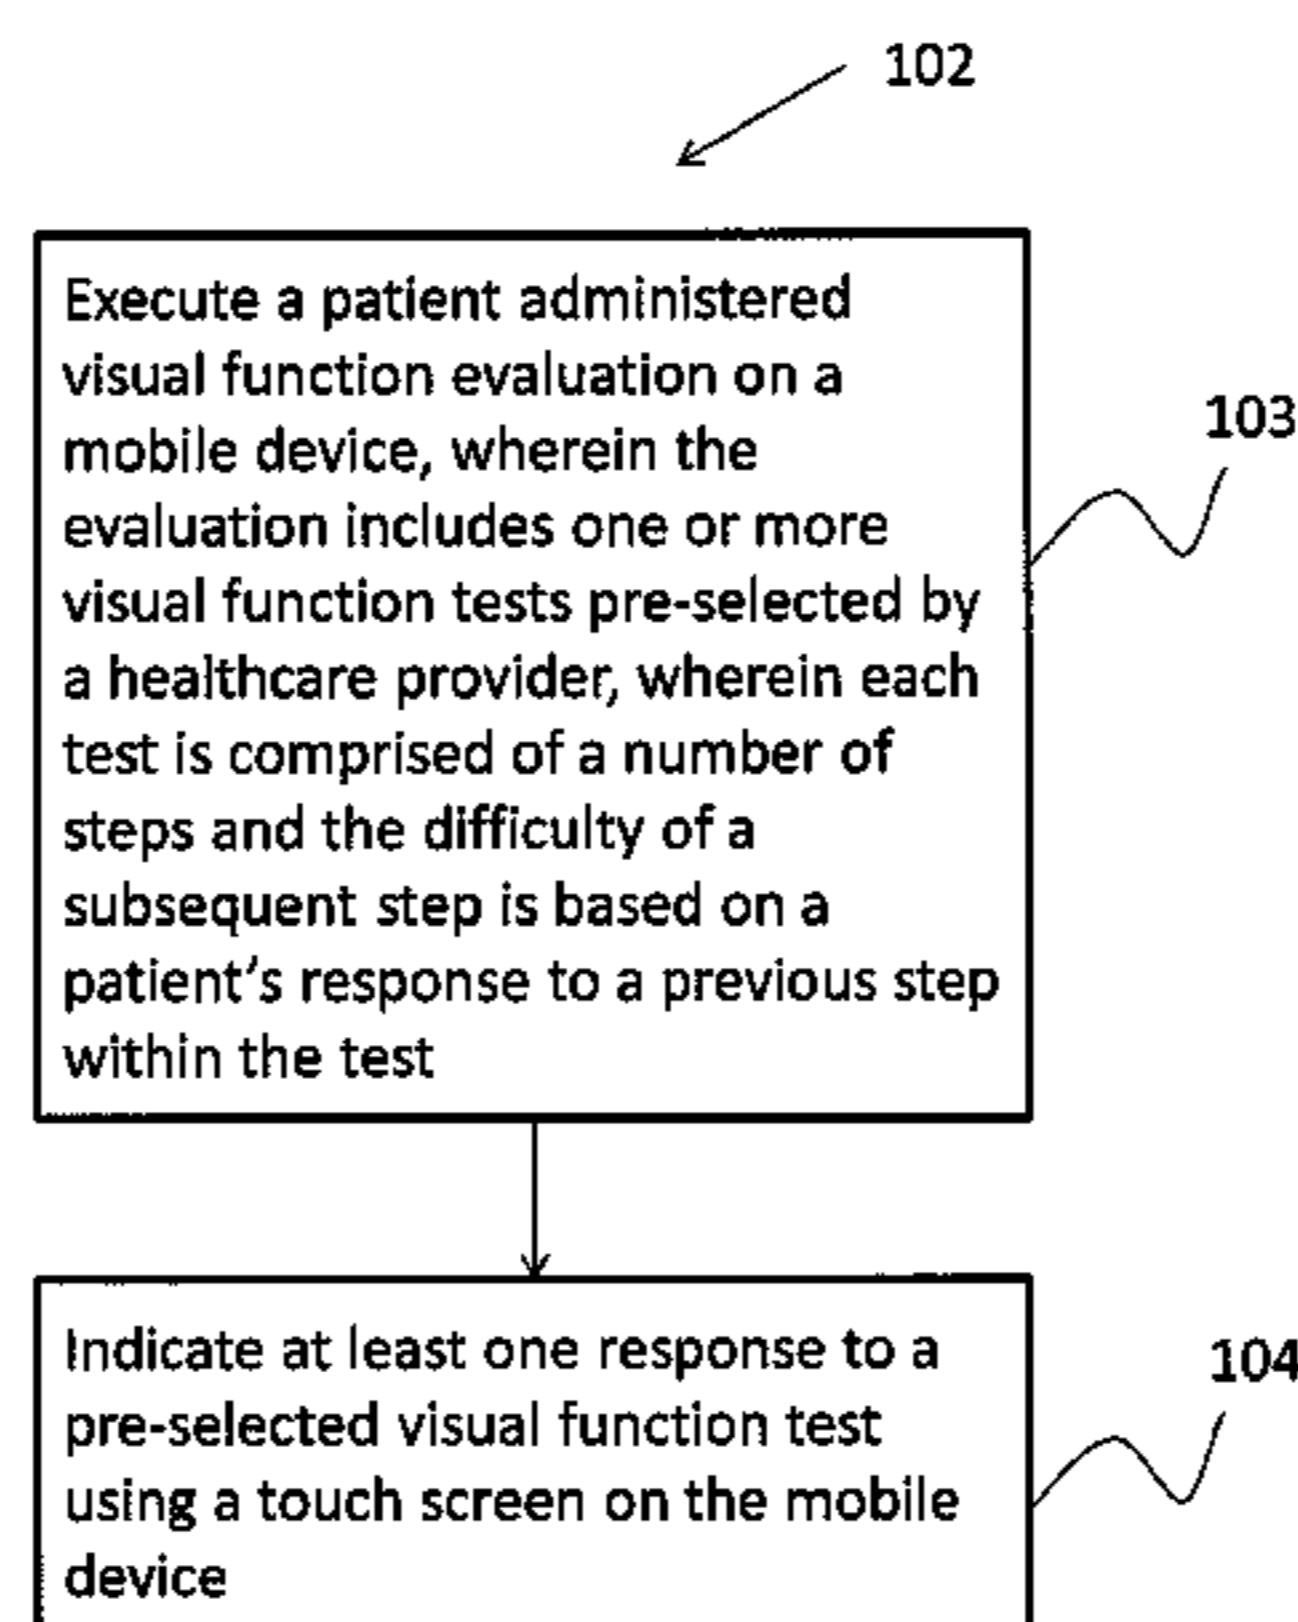 102
Execute a patient administered
visual function evaluation on a
mobile device, wherein the
evaluation includes one or more
visual function tests pre-selected by
a healthcare provider, wherein each
test is comprised of a number of
steps and the difficulty of a
subsequent step is based on a
patient's response to a previous step
within the test
103
Indicate at least one response to a
pre-selected visual function test
using a touch screen on the mobile
device
104